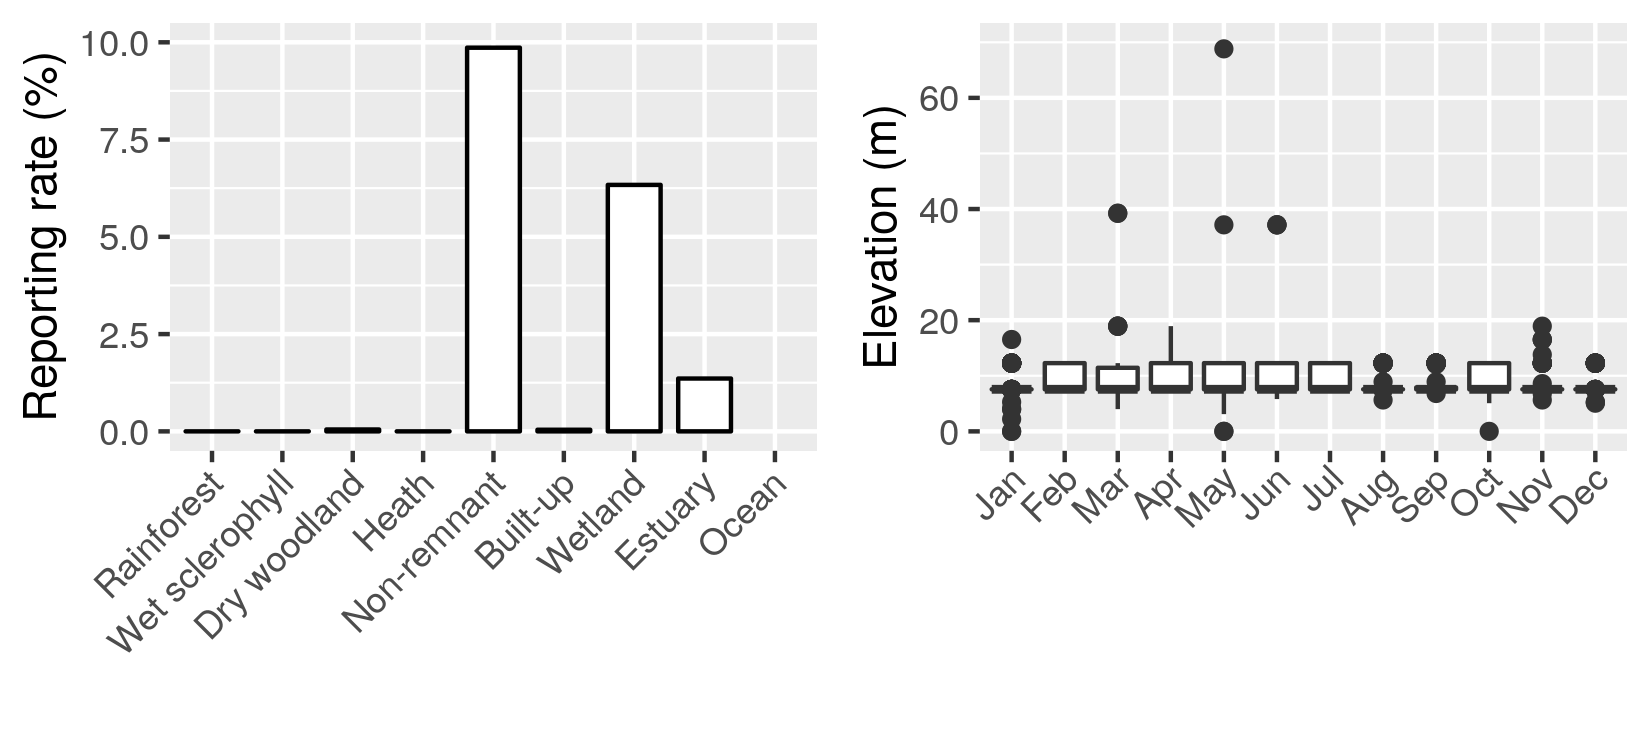 Reporting rate (%)
10.0
7.5
5.0
2.5
0.0
Rainforest
Wet sclerophyll
Dry woodland
Heath
Non-remnant
Built-up
Wetland
Estuary
Ocean
Elevation (m)
60
40
20
0
Jan
Feb
Mar
Apr
May
Jun
Jul
Aug
Sep
Oct
Nov
Dec